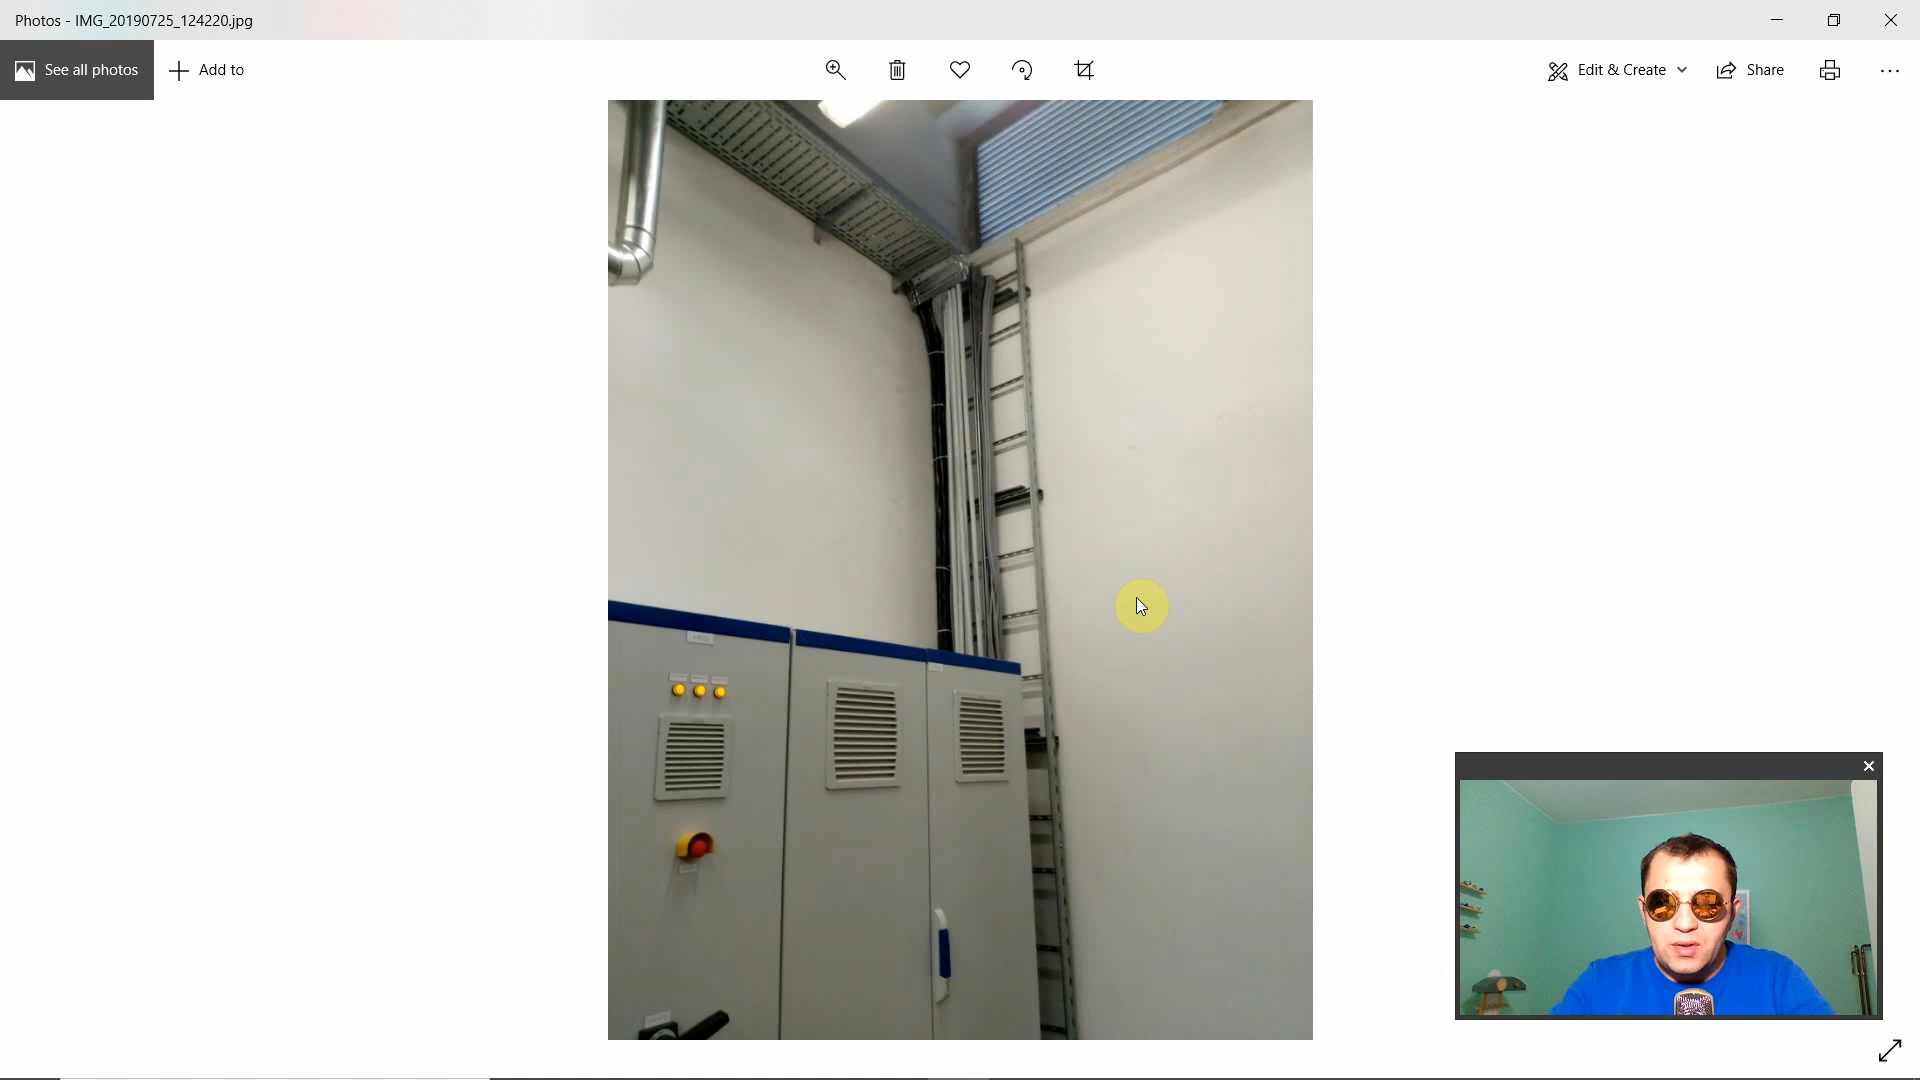 Photos - IMG_20190725_124220.jpg
See all photos
Add to
Edit & Create
Share